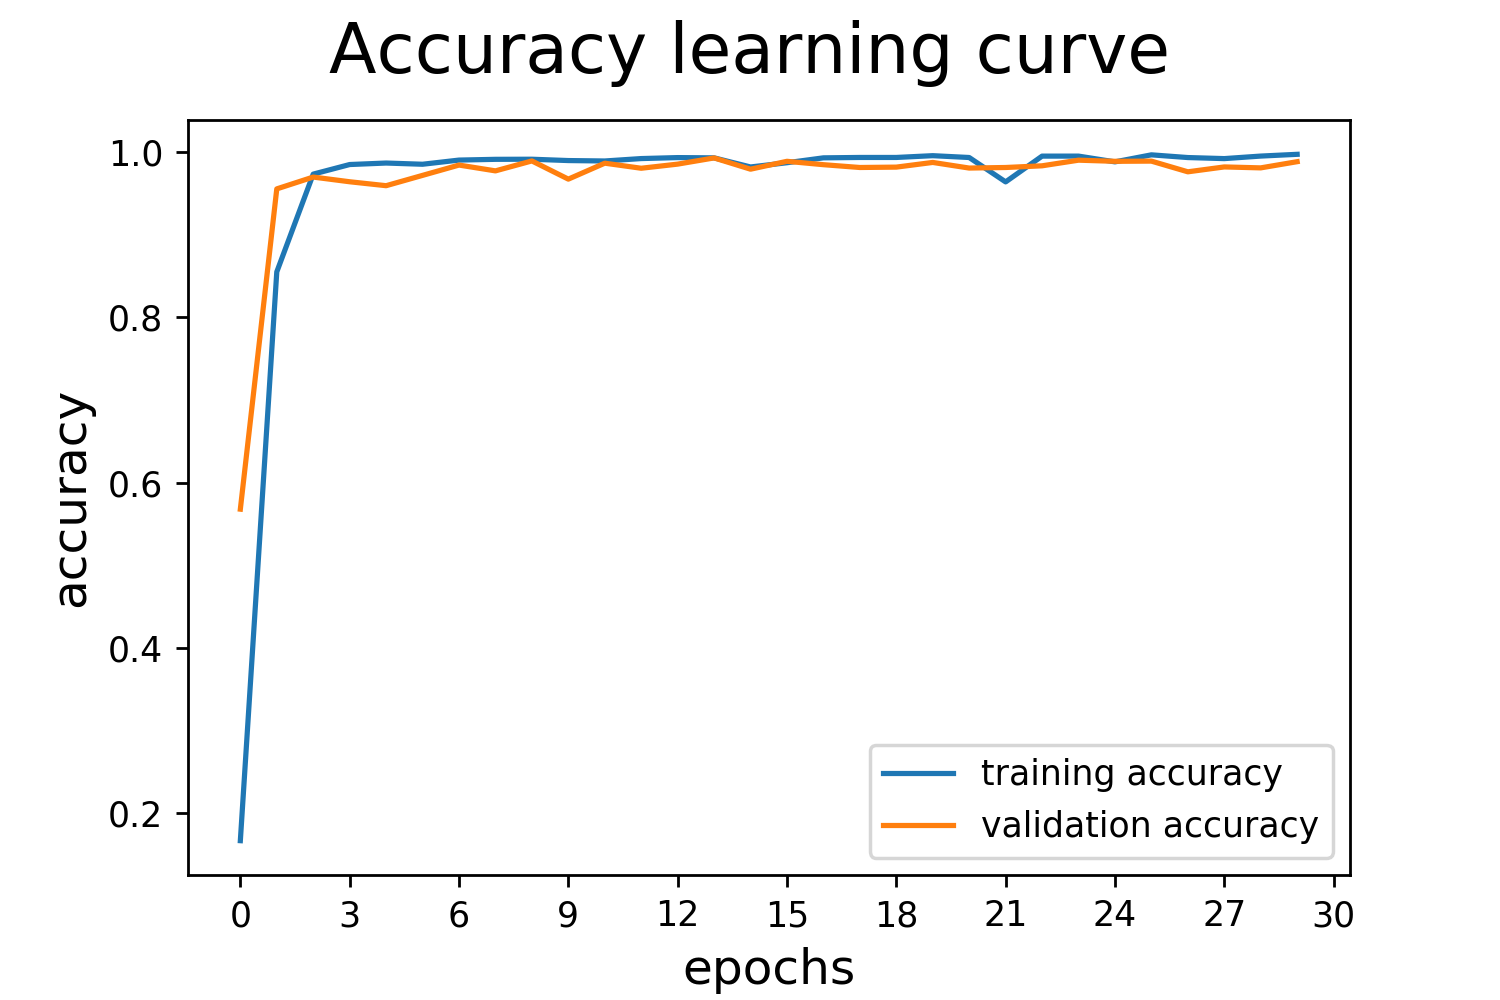 Accuracy learning curve
1.0
0.8
0.6
0.4
0.2
accuracy
training accuracy
validation accuracy
0 3 6 9 12 15 18 21 24 27 30
epochs